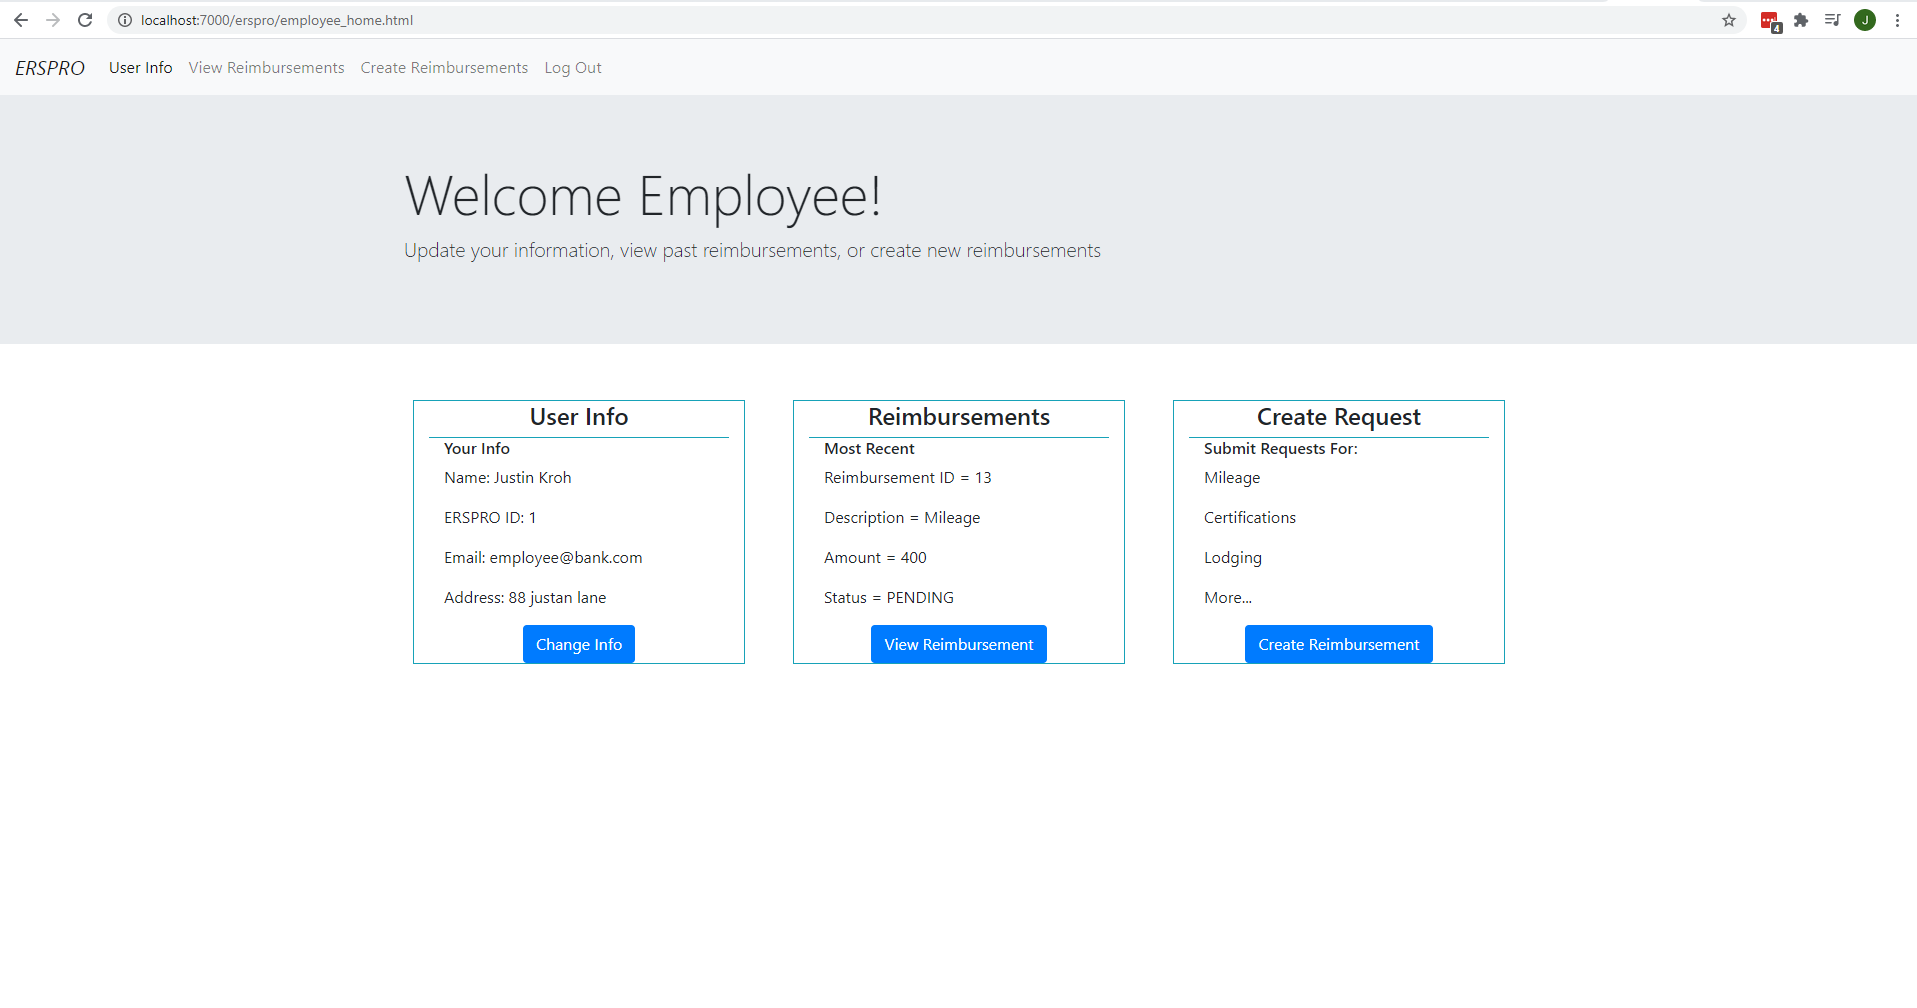 localhost:7000/erspro/employee_home.html
4
J
ERSPRO User Info View Reimbursements Create Reimbursements Log Out
Welcome Employee!
Update your information, view past reimbursements, or create new reimbursements
User Info
Your Info
Name: Justin Kroh
ERSPRO ID: 1
Email: employee@bank.com
Address: 88 justan lane
Change Info
Reimbursements
Most Recent
Reimbursement ID = 13
Description = Mileage
Amount = 400
Status = PENDING
View Reimbursement
Create Request
Submit Requests For:
Mileage
Certifications
Lodging
More...
Create Reimbursement